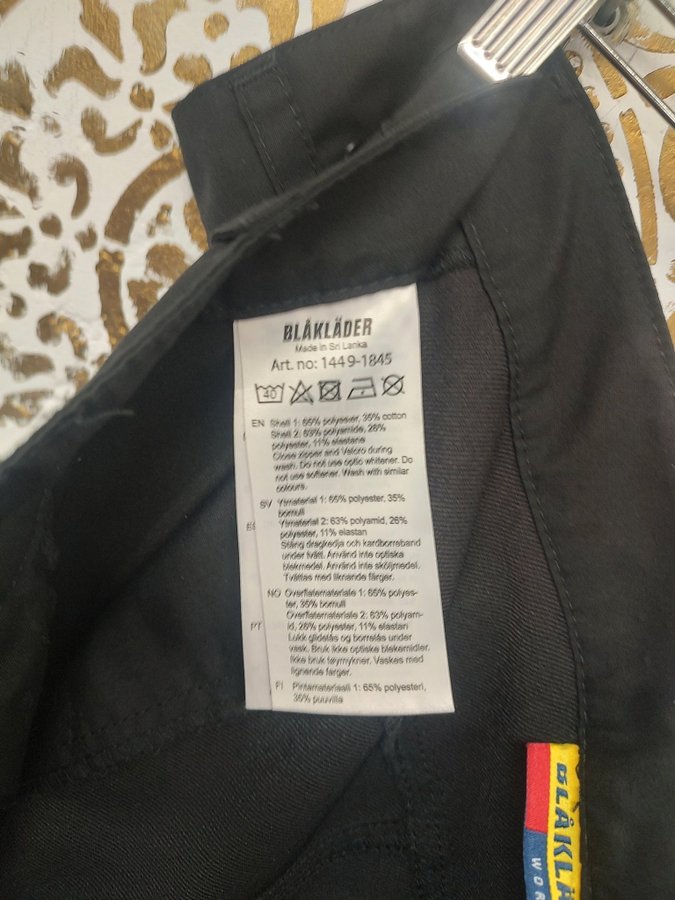 BLÅKLÄDER
Made in Sri Lanka
Art. no: 1449-1845
40
EN Shell 1: 65% polyester, 35% cotton
Shell 2: 63% polyamide, 26%
polyester, 11% elastane
Close zipper and Velcro during
wash. Do not use optic whitener. Do
not use softener. Wash with similar
colours.
SV Ytmaterial 1: 65% polyester, 35%
bomull
ES Ytmaterial 2: 63% polyamid, 26%
polyester, 11% elastan
Stäng dragkedja och kardborreband
under tvätt. Använd inte optiska
blekmedel. Använd inte sköljmedel.
Tvättas med liknande färger.
NO Overflatemateriale 1: 65% polyes-
ter, 35% bomull
Overflatemateriale 2: 63% polyam-
PT id, 26% polyester, 11% elastan
Lukk glidelås og borrelås under
vask. Bruk ikke optiske blekemidler.
Ikke bruk tøymykner. Vaskes med
lignende farger.
FI Pintamateriaali 1: 65% polyesteri,
35% puuvilla
BLÅKL
WOR